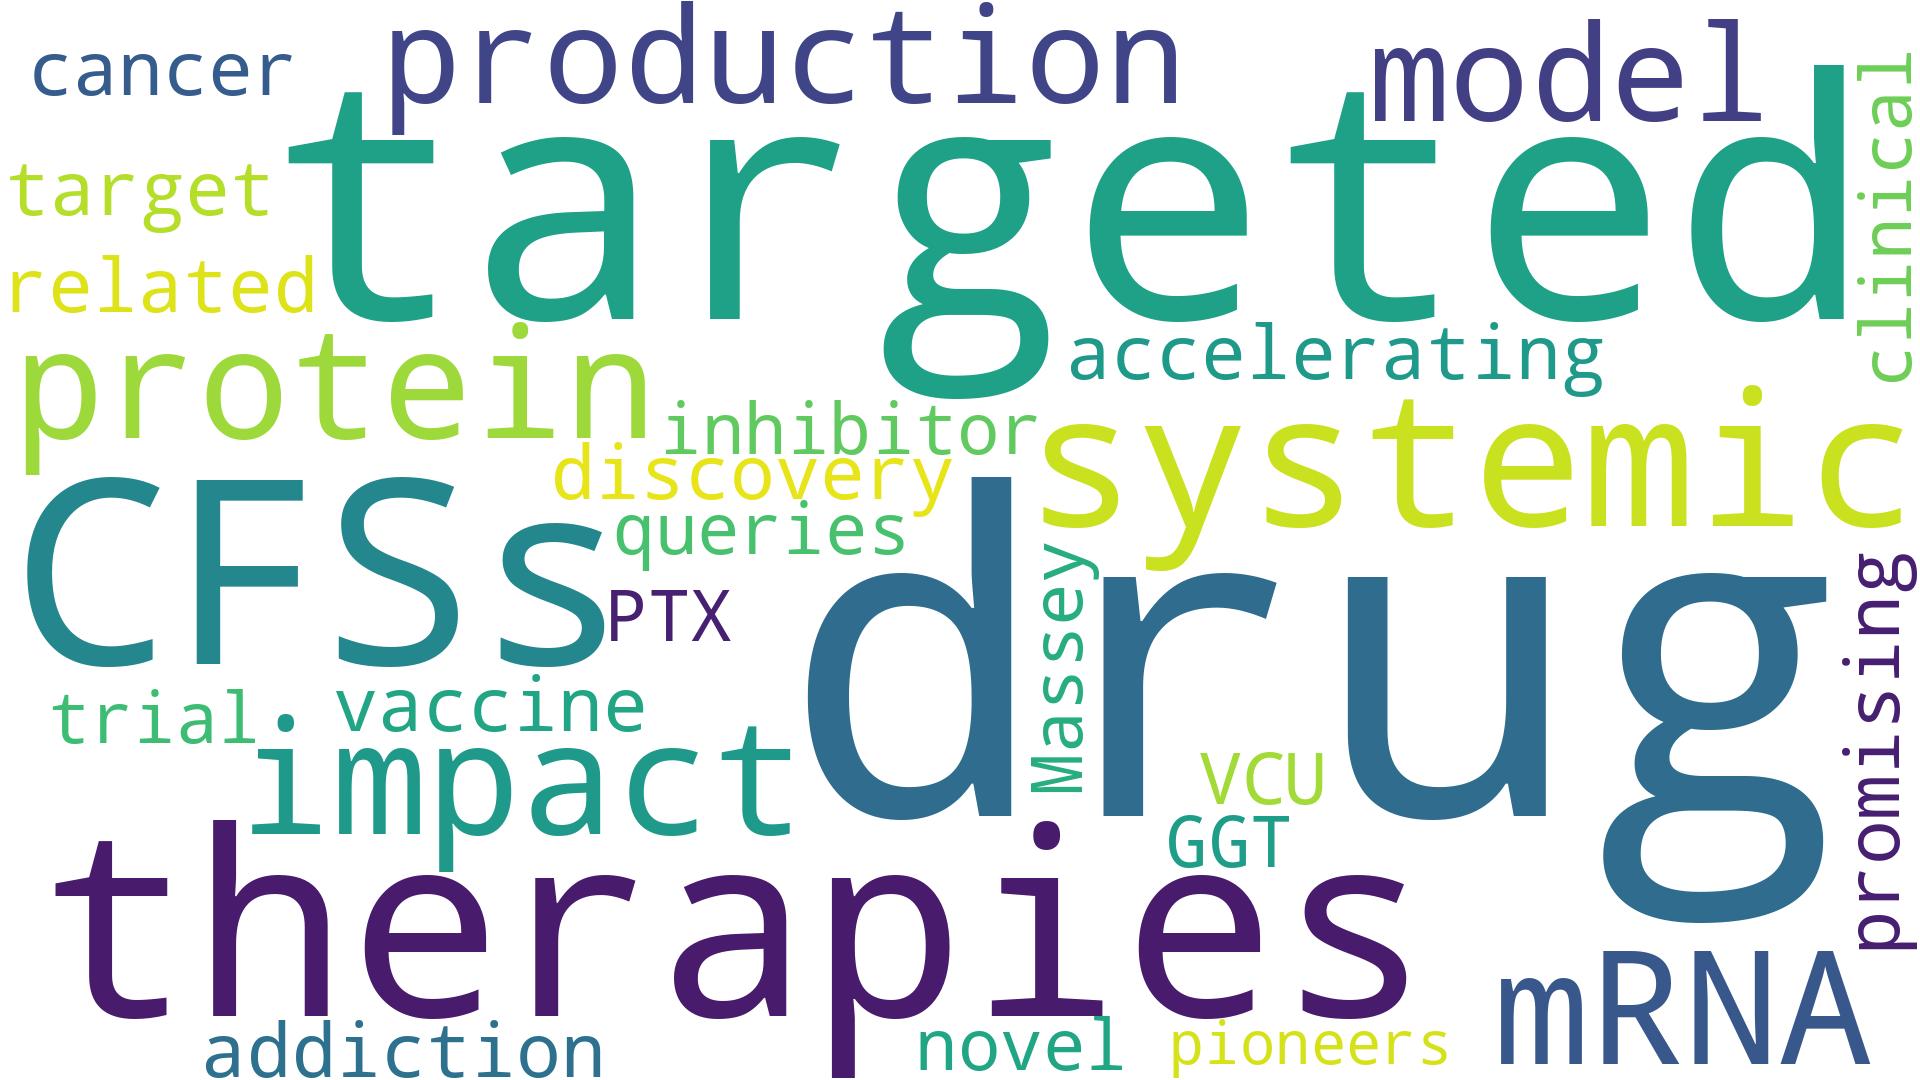 cancer
production
model
clinical
targeted
target
related
protein
accelerating
inhibitor
systemic
discovery
CFSs
queries
drug
PTX
Massey
promising
trial
vaccine
impact
VCU
GGT
therapies
mRNA
addiction
novel
pioneers